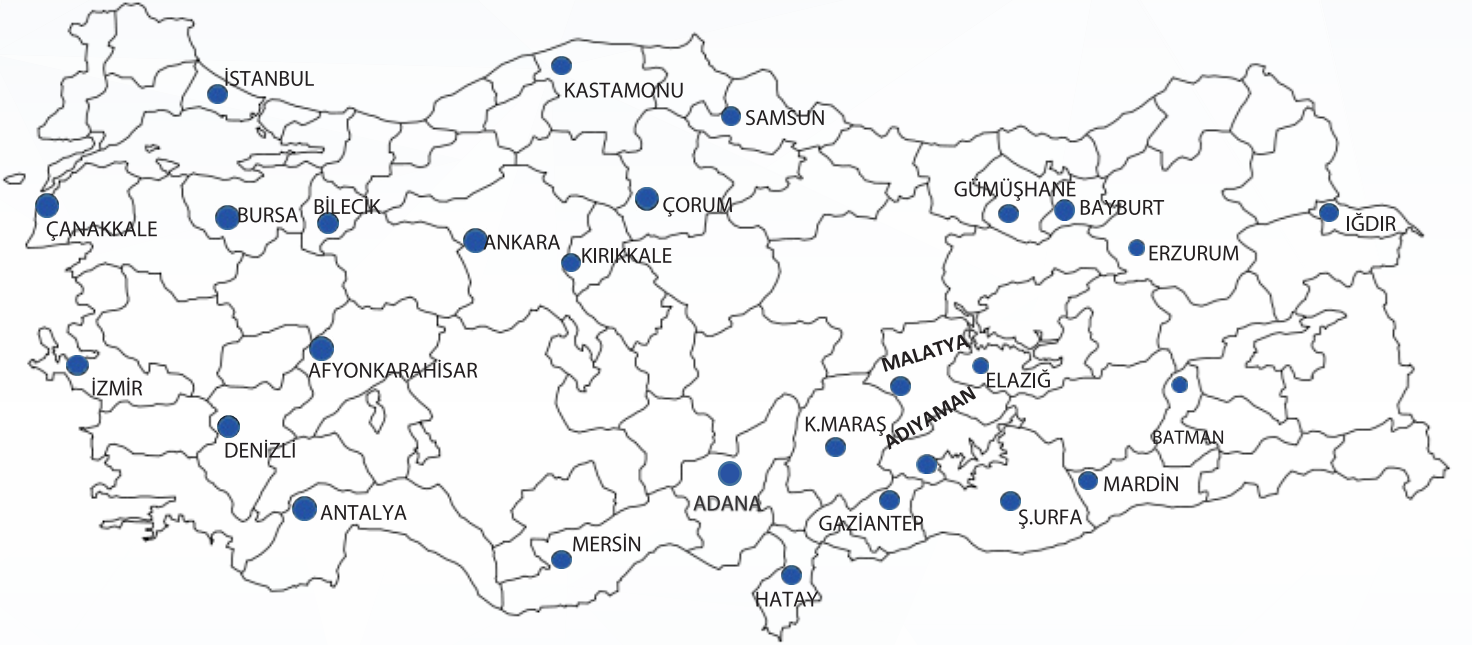 İSTANBUL
KASTAMONU
SAMSUN
GÜMÜŞHANE
ÇORUM
BİLECİK
BURSA
BAYBURT
ÇANAKKALE
IĞDIR
ANKARA
KIRIKKALE
ERZURUM
MALATYA
AFYONKARAHİSAR
ELAZIĞ
İZMİR
ADIYAMAN
K.MARAŞ
BATMAN
DENİZLİ
MARDİN
ADANA
ANTALYA
Ş.URFA
GAZİANTEP
MERSİN
HATAY